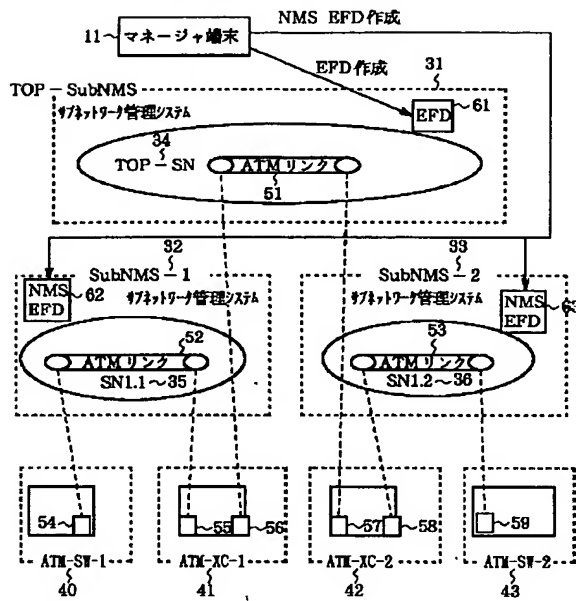 NMS EFD作成
11 マネージャ端末
EFD作成
31
TOP-SubNMS
サブネットワーク管理システム
EFD 61
34
TOP-SN
ATMリンク
51
32
33
SubNMS-1
SubNMS-2
NMS EFD 62
サブネットワーク管理システム
サブネットワーク管理システム
NMS EFD 63
52
53
ATMリンク
ATMリンク
SN1.1~35
SN1.2~36
54
55
56
57
58
59
ATM-SW-1
ATM-XC-1
ATM-XC-2
ATM-SW-2
40
41
42
43